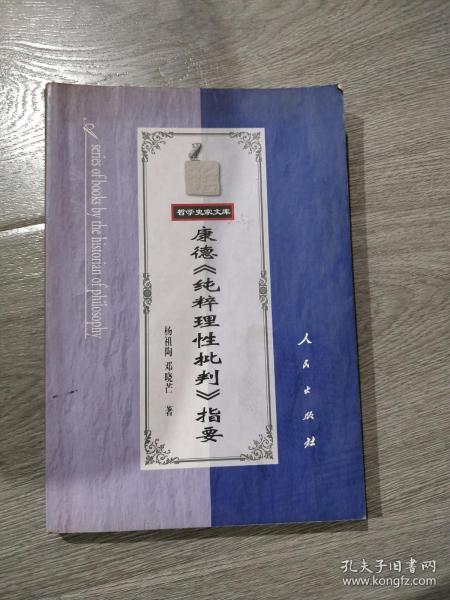 A series of books by the historian of philosophy
哲学史家文库
康德《纯粹理性批判》指要
杨祖陶 邓晓芒 著
人民出版社
孔夫子旧书网
www.kongfz.com